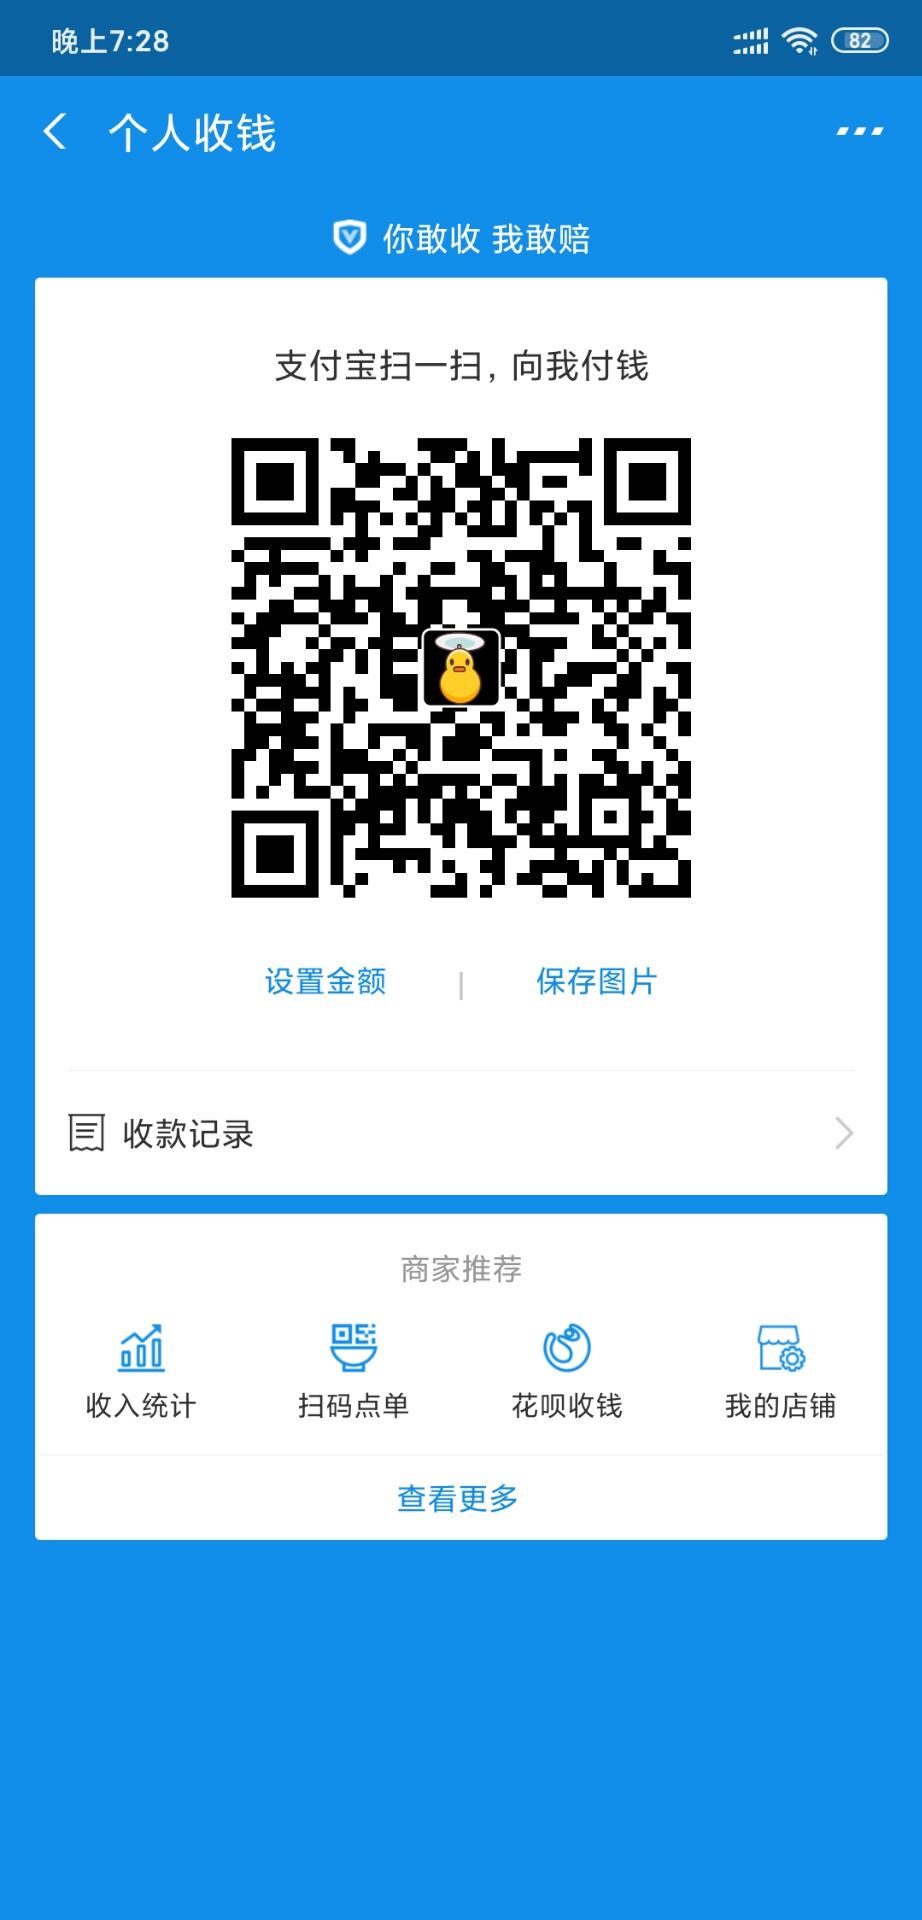 晚上7:28
82
个人收钱
你敢收 我敢赔
支付宝扫一扫，向我付钱
设置金额 | 保存图片
收款记录
商家推荐
收入统计 扫码点单 花呗收钱 我的店铺
查看更多